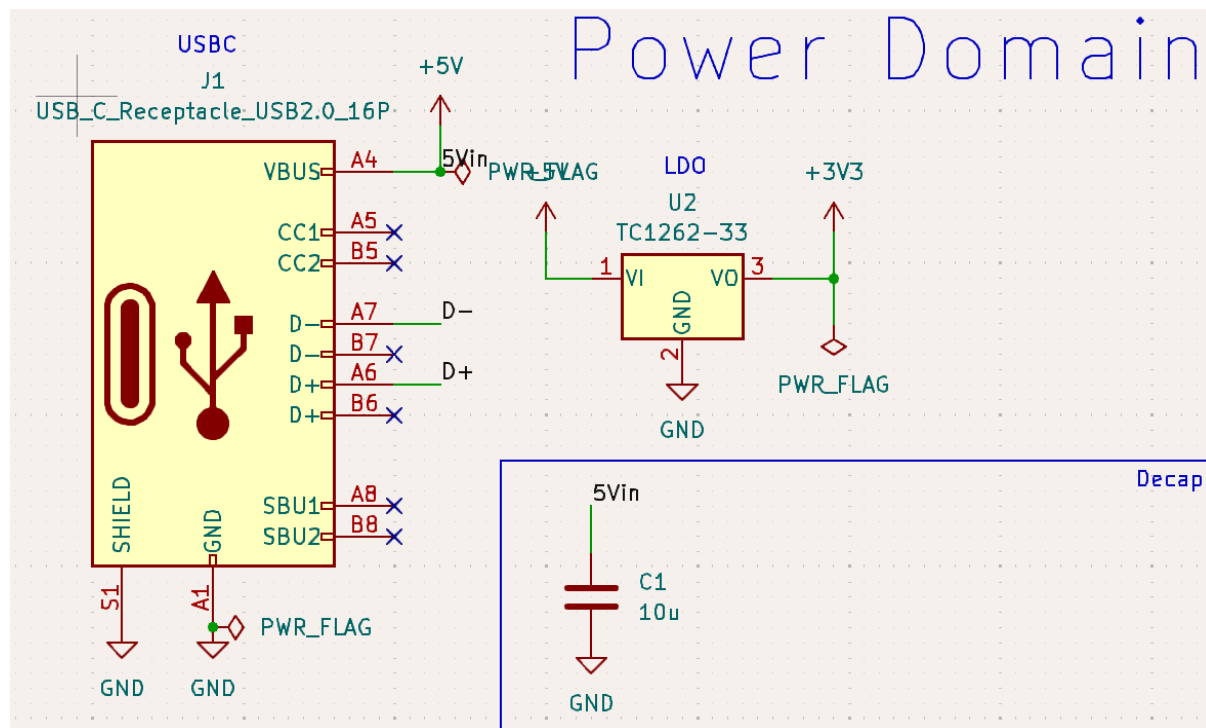 Power Domain
USBC
J1
USB_C_Receptacle_USB2.0_16P
+5V
VBUS
A4
5Vin
PWR_FLAG
+5V
CC1
A5
CC2
B5
D-
A7
D-
D-
B7
D+
A6
D+
D+
B6
SBU1
A8
SBU2
B8
SHIELD
GND
S1
A1
PWR_FLAG
GND
GND
LDO
U2
TC1262-33
+3V3
1
VI
VO
3
GND
2
GND
PWR_FLAG
Decap
5Vin
C1
10u
GND